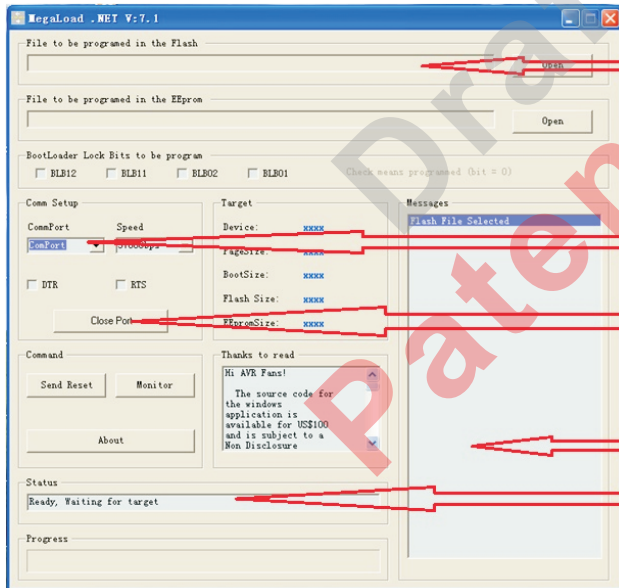 MegaLoad .NET V:7.1
File to be programed in the Flash
Open
File to be programed in the EEprom
Open
BootLoader Lock Bits to be program
BLB12 BLB11 BLB02 BLB01 Check means programmed (bit = 0)
Comm Setup
CommPort Speed
ComPort
DTR RTS
Close Port
Target
Device: xxxx
PageSize: xxxx
BootSize: xxxx
Flash Size: xxxx
EEpromSize: xxxx
Messages
Flash File Selected
Command
Send Reset Monitor
About
Thanks to read
Hi AVR Fans!
The source code for
the windows
application is
available for US$100
and is subject to a
Non Disclosure
Status
Ready, Waiting for target
Progress